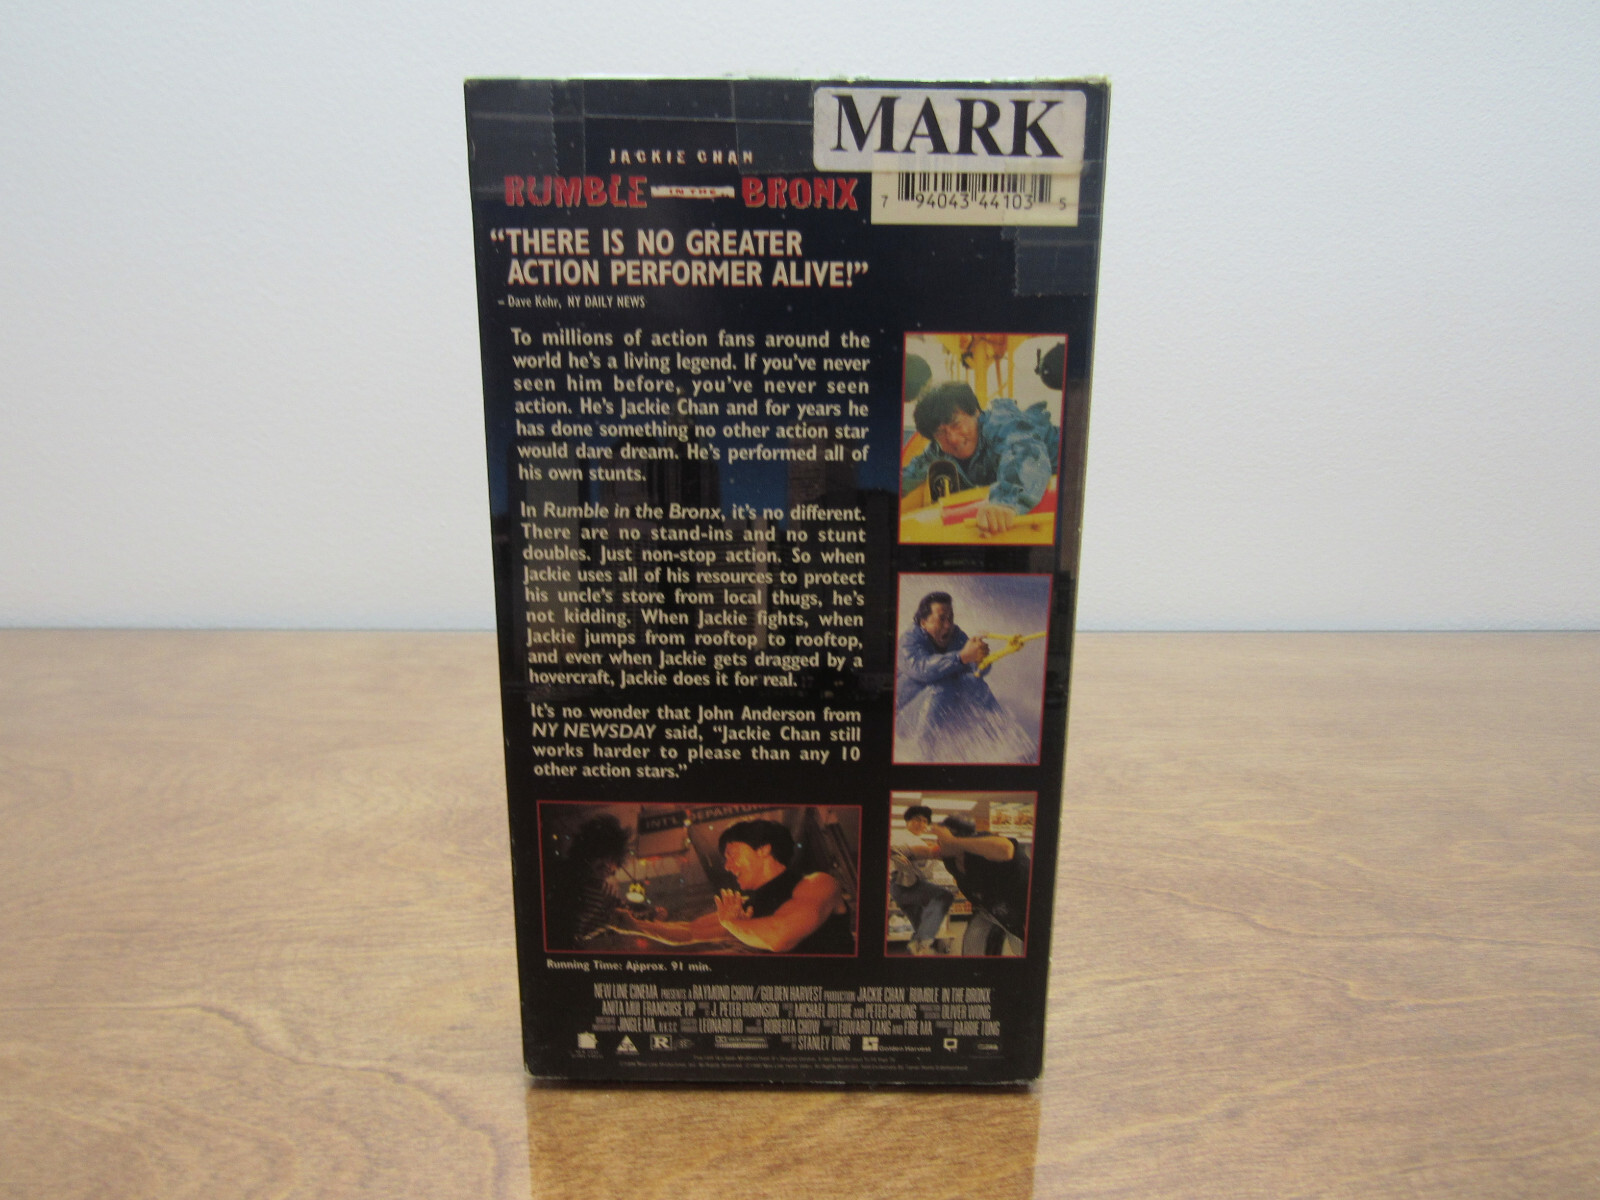 MARK
JACKIE CHAN
RUMBLE IN THE BRONX
7 94043 44103 5
“THERE IS NO GREATER
ACTION PERFORMER ALIVE!”
– Dave Kehr, NY DAILY NEWS
To millions of action fans around the
world he's a living legend. If you've never
seen him before, you've never seen
action. He's Jackie Chan and for years he
has done something no other action star
would dare dream. He's performed all of
his own stunts.
In Rumble in the Bronx, it's no different.
There are no stand-ins and no stunt
doubles. Just non-stop action. So when
Jackie uses all of his resources to protect
his uncle's store from local thugs, he's
not kidding. When Jackie fights, when
Jackie jumps from rooftop to rooftop,
and even when Jackie gets dragged by a
hovercraft, Jackie does it for real.
It's no wonder that John Anderson from
NY NEWSDAY said, “Jackie Chan still
works harder to please than any 10
other action stars.”
INT'L DEPARTUR
Running Time: Approx. 91 min.
NEW LINE CINEMA PRESENTS A RAYMOND CHOW/GOLDEN HARVEST PRODUCTION JACKIE CHAN RUMBLE IN THE BRONX
ANITA MUI FRANCOISE YIP J. PETER ROBINSON MICHAEL DUTHIE AND PETER CHEUNG OLIVER WONG
JINGLE MA, H.K.S.C. LEONARD HO ROBERTA CHOW EDWARD TANG AND FIBE MA BARBIE TUNG
R STANLEY TONG Golden Harvest